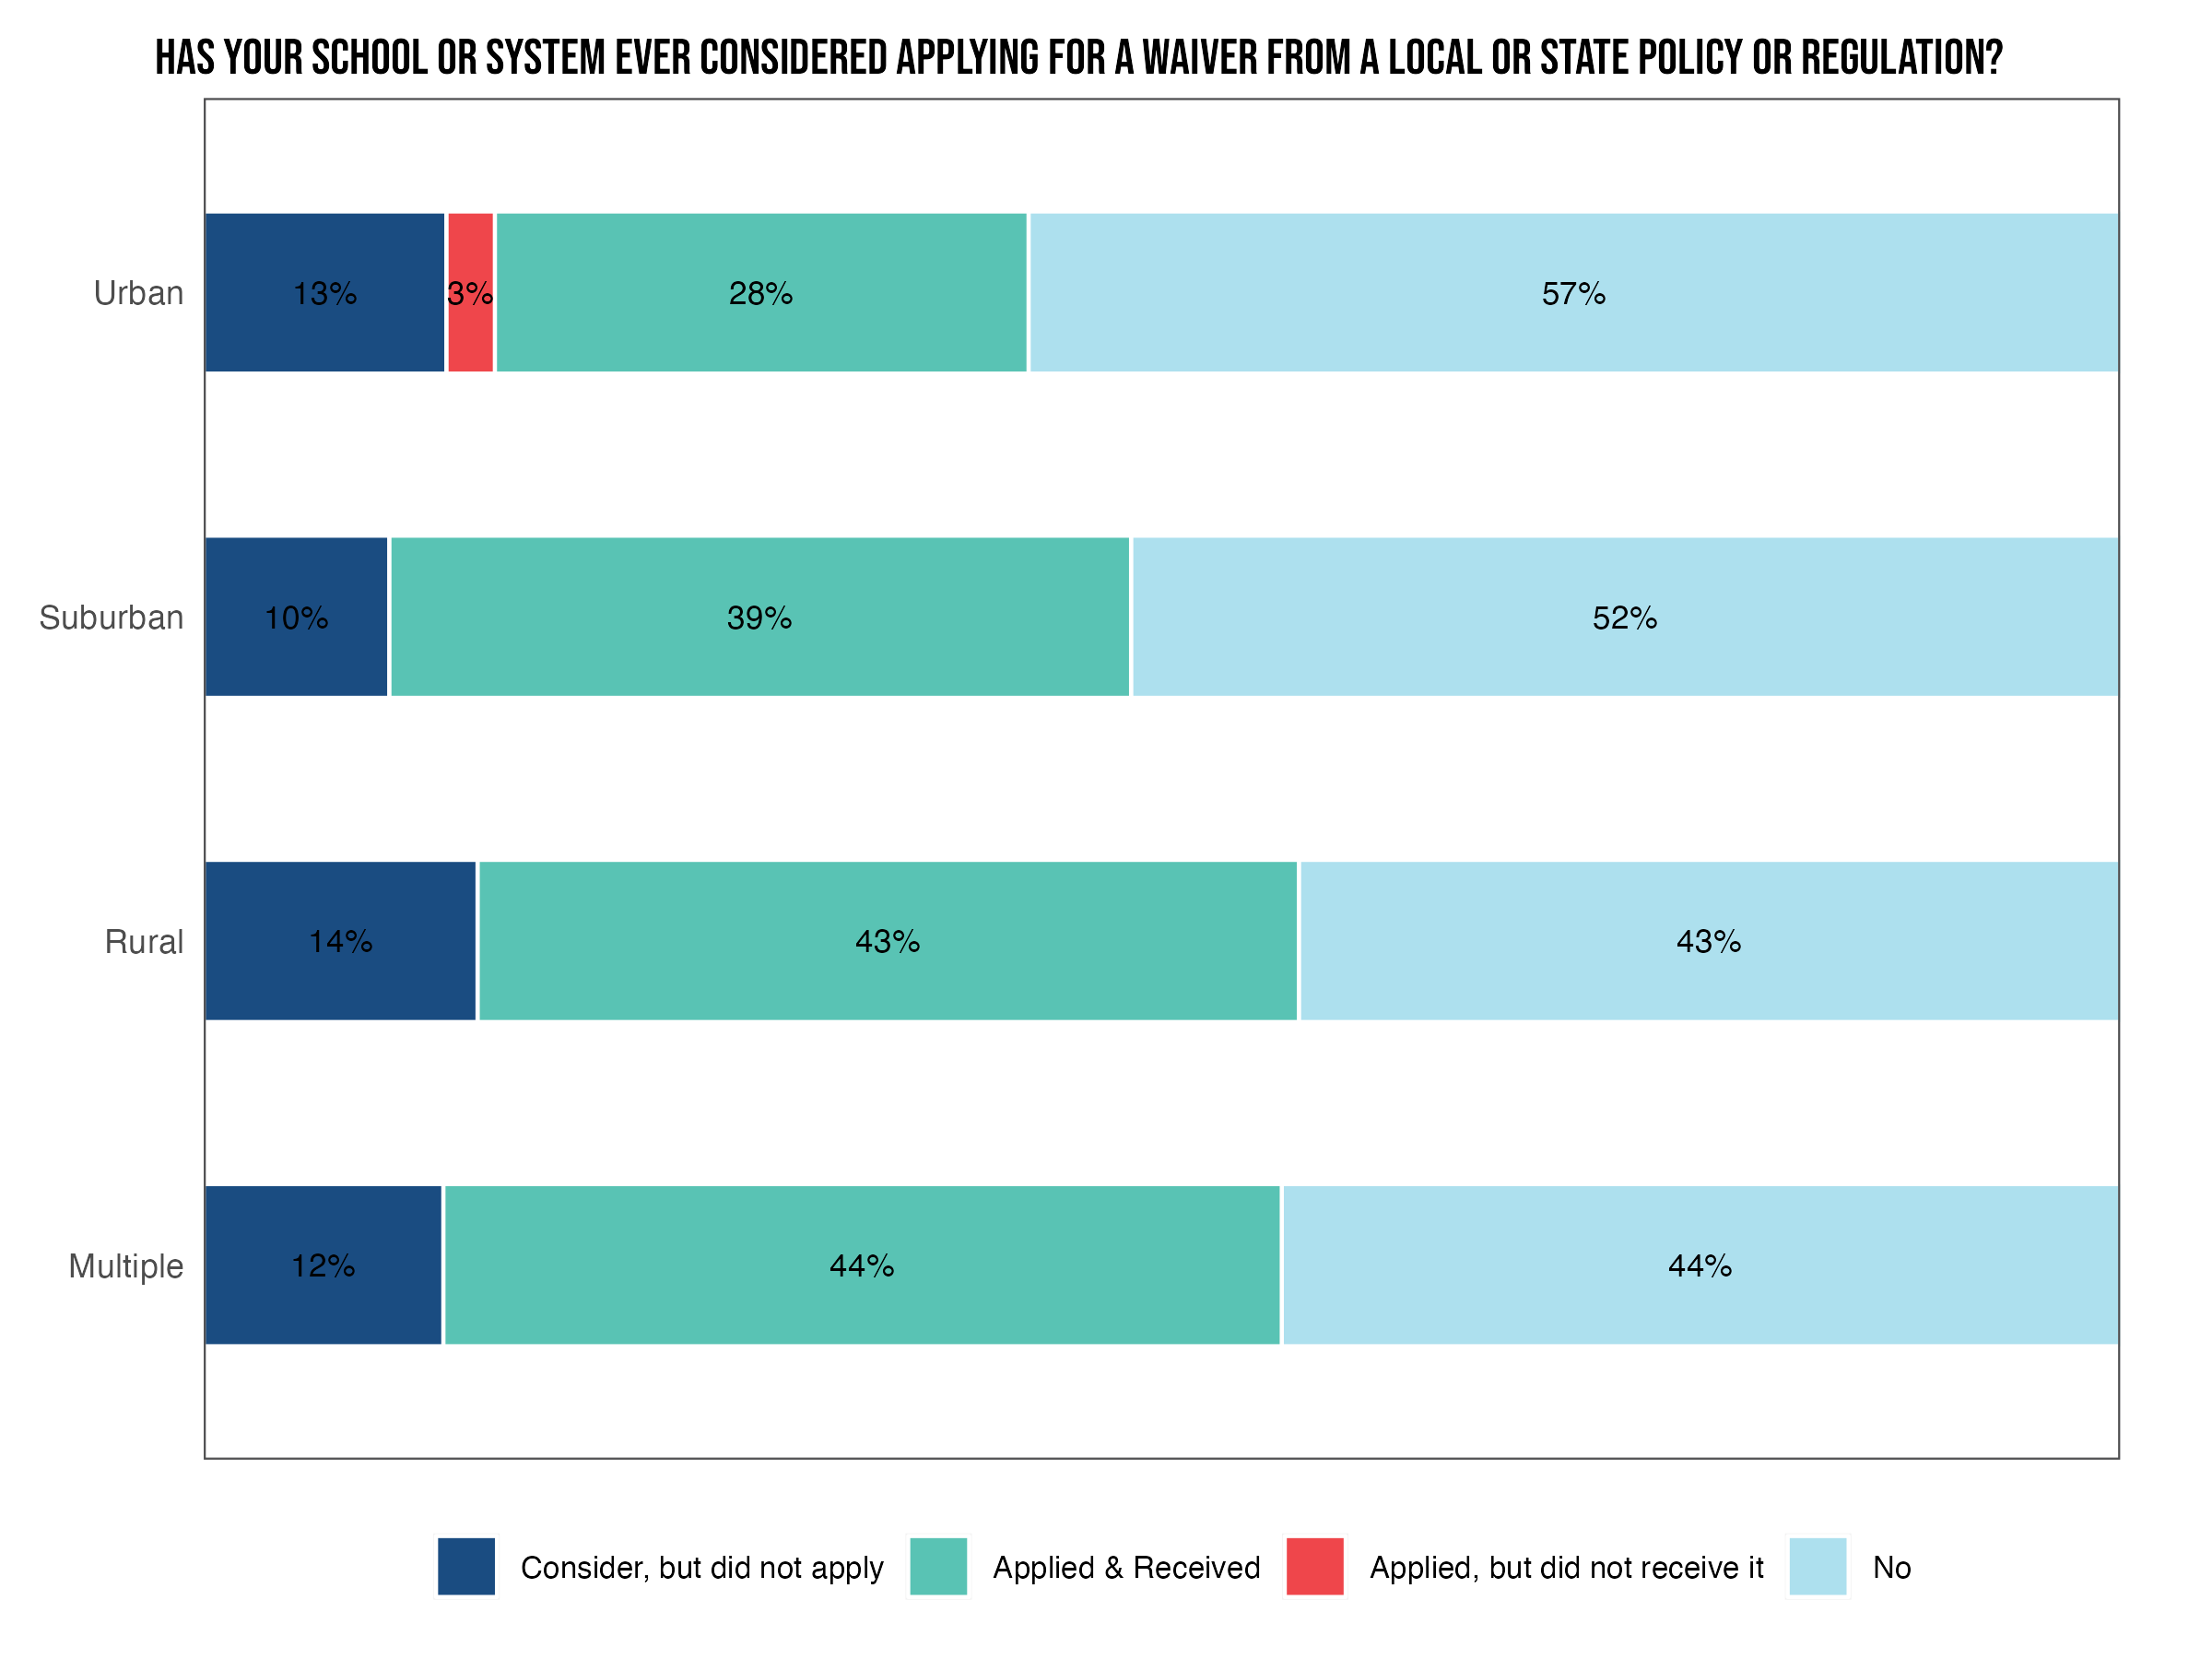 HAS YOUR SCHOOL OR SYSTEM EVER CONSIDERED APPLYING FOR A WAIVER FROM A LOCAL OR STATE POLICY OR REGULATION?
Urban 13% 3% 28% 57%
Suburban 10% 39% 52%
Rural 14% 43% 43%
Multiple 12% 44% 44%
Consider, but did not apply Applied & Received Applied, but did not receive it No